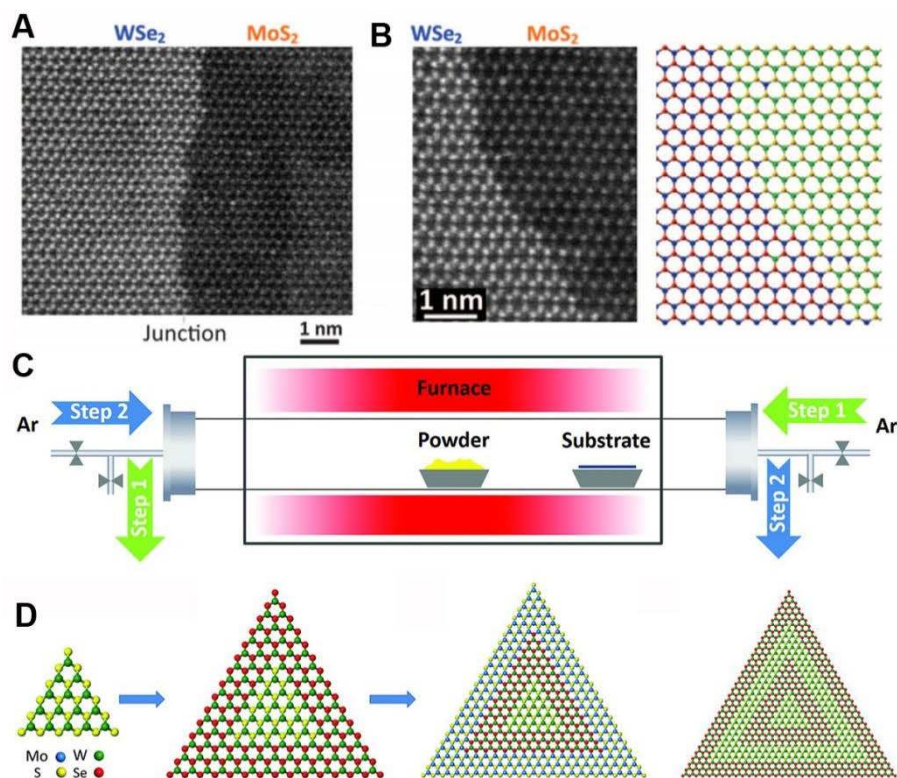 A
WSe₂ MoS₂
Junction
1 nm
B
WSe₂ MoS₂
1 nm
C
Furnace
Ar
Step 2
Step 1
Powder
Substrate
Step 1
Ar
Step 2
D
Mo W
S Se